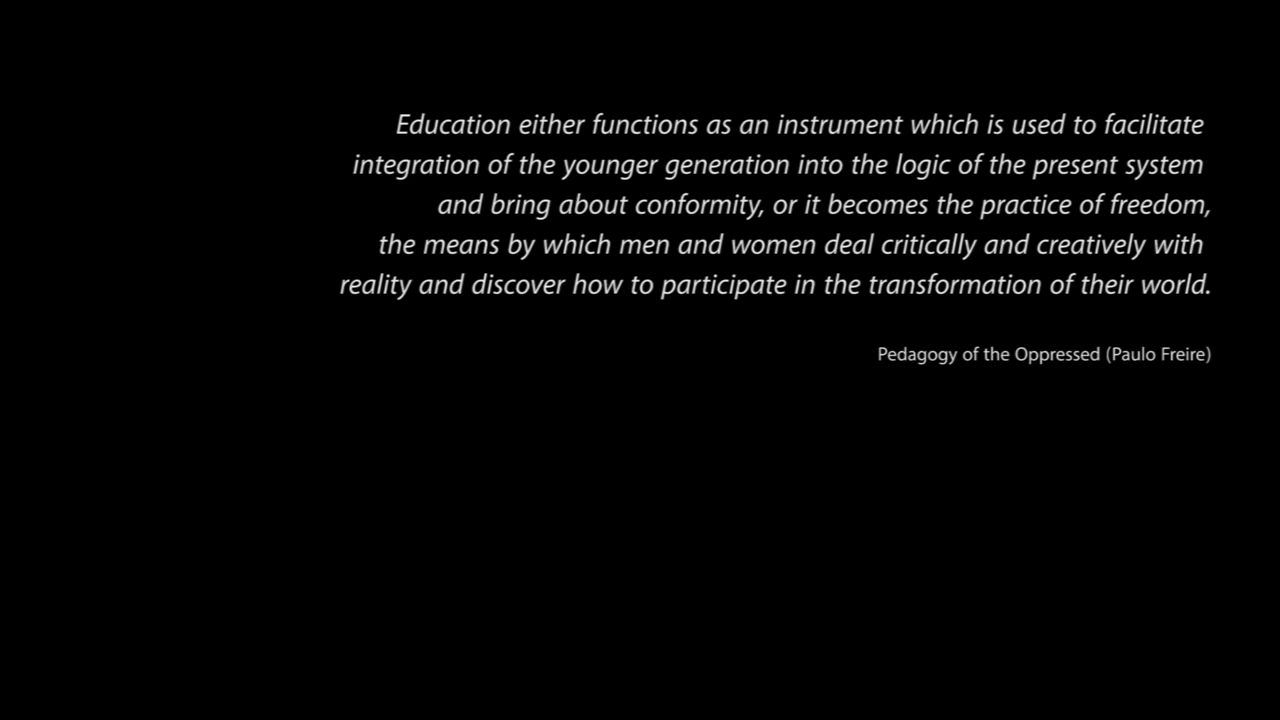 Education either functions as an instrument which is used to facilitate
integration of the younger generation into the logic of the present system
and bring about conformity, or it becomes the practice of freedom,
the means by which men and women deal critically and creatively with
reality and discover how to participate in the transformation of their world.
Pedagogy of the Oppressed (Paulo Freire)